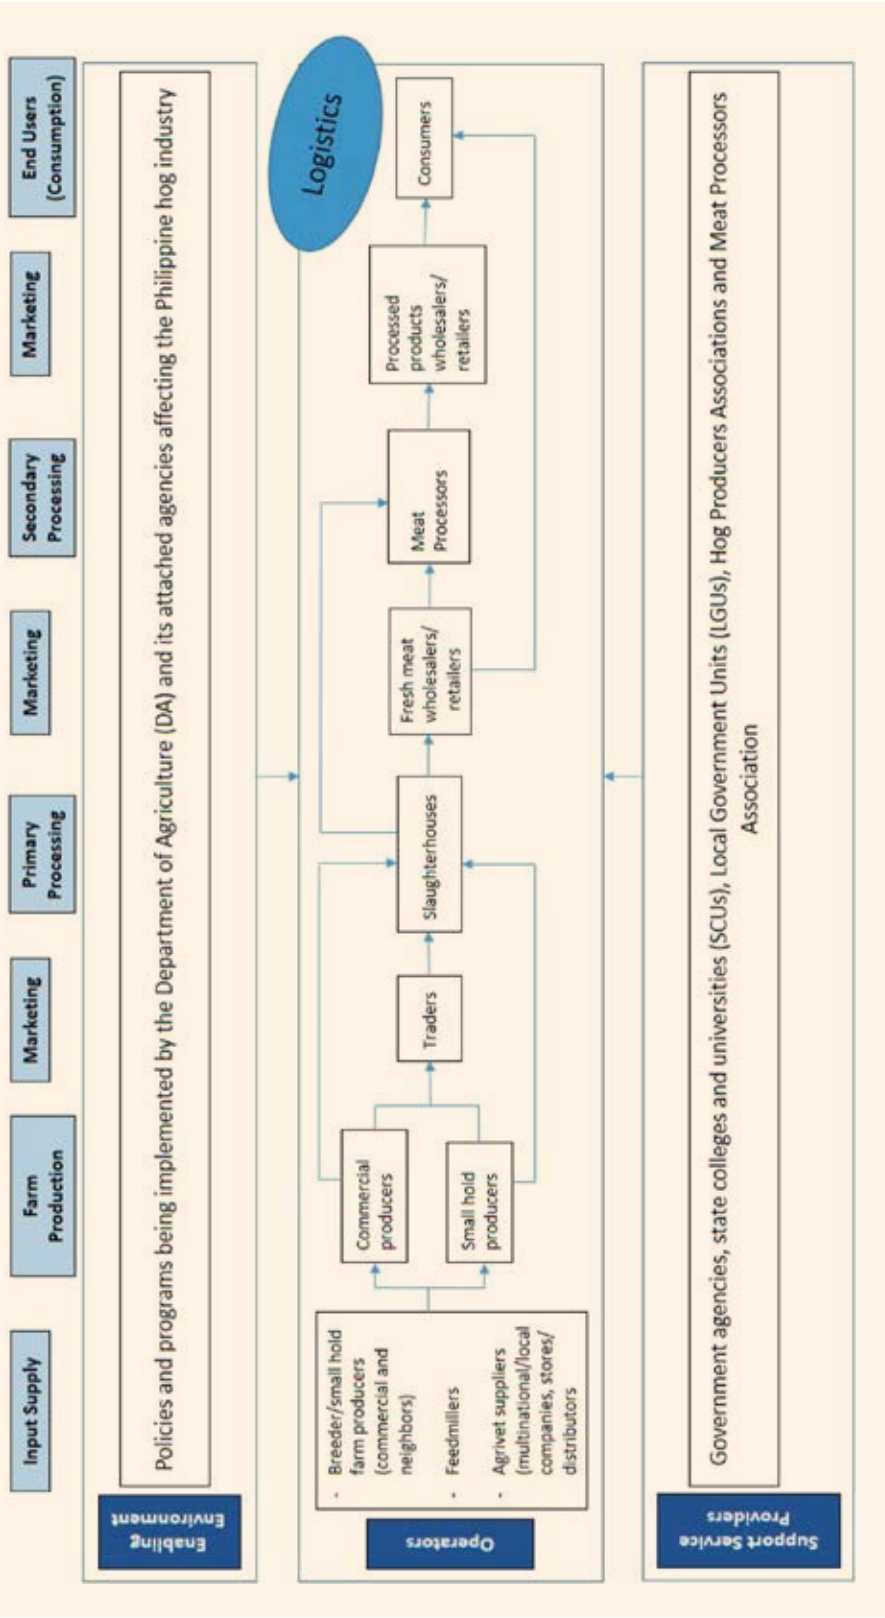 Input Supply
Farm
Production
Marketing
Primary
Processing
Marketing
Secondary
Processing
Marketing
End Users
(Consumption)
Enabling
Environment
Policies and programs being implemented by the Department of Agriculture (DA) and its attached agencies affecting the Philippine hog industry
Operators
- Breeder/small hold
farm producers
(commercial and
neighbors)
- Feedmillers
- Agrivet suppliers
(multinational/local
companies, stores/
distributors
Commercial
producers
Small hold
producers
Traders
Slaughterhouses
Fresh meat
wholesalers/
retailers
Meat
Processors
Processed
products
wholesalers/
retailers
Consumers
Logistics
Support Service
Providers
Government agencies, state colleges and universities (SCUs), Local Government Units (LGUs), Hog Producers Associations and Meat Processors
Association